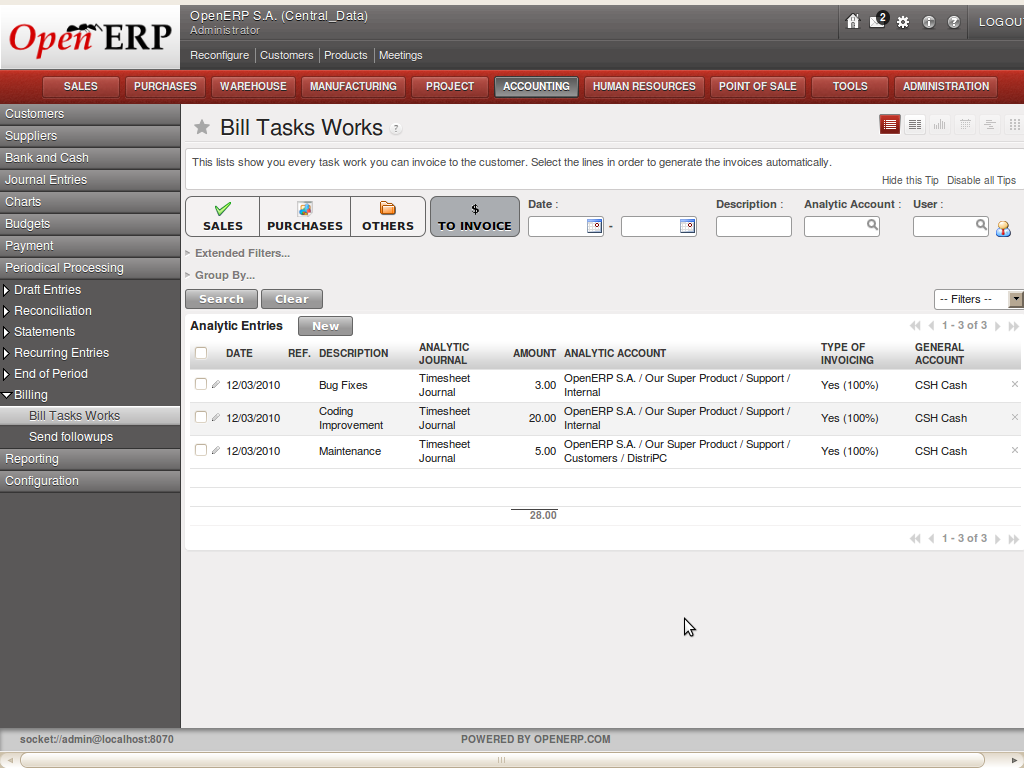 Open ERP
OpenERP S.A. (Central_Data)
Administrator
2
LOGOU
Reconfigure Customers Products Meetings
SALES PURCHASES WAREHOUSE MANUFACTURING PROJECT ACCOUNTING HUMAN RESOURCES POINT OF SALE TOOLS ADMINISTRATION
Customers
Suppliers
Bank and Cash
Journal Entries
Charts
Budgets
Payment
Periodical Processing
Draft Entries
Reconciliation
Statements
Recurring Entries
End of Period
Billing
Bill Tasks Works
Send followups
Reporting
Configuration
Bill Tasks Works ?
This lists show you every task work you can invoice to the customer. Select the lines in order to generate the invoices automatically.
Hide this Tip Disable all Tips
SALES PURCHASES OTHERS $ TO INVOICE
Date : - Description : Analytic Account : User :
Extended Filters...
Group By...
Search Clear
-- Filters --
Analytic Entries New 1 - 3 of 3
DATE REF. DESCRIPTION ANALYTIC JOURNAL AMOUNT ANALYTIC ACCOUNT TYPE OF INVOICING GENERAL ACCOUNT
12/03/2010 Bug Fixes Timesheet Journal 3.00 OpenERP S.A. / Our Super Product / Support / Internal Yes (100%) CSH Cash
12/03/2010 Coding Improvement Timesheet Journal 20.00 OpenERP S.A. / Our Super Product / Support / Internal Yes (100%) CSH Cash
12/03/2010 Maintenance Timesheet Journal 5.00 OpenERP S.A. / Our Super Product / Support / Customers / DistriPC Yes (100%) CSH Cash
28.00
1 - 3 of 3
socket://admin@localhost:8070 POWERED BY OPENERP.COM